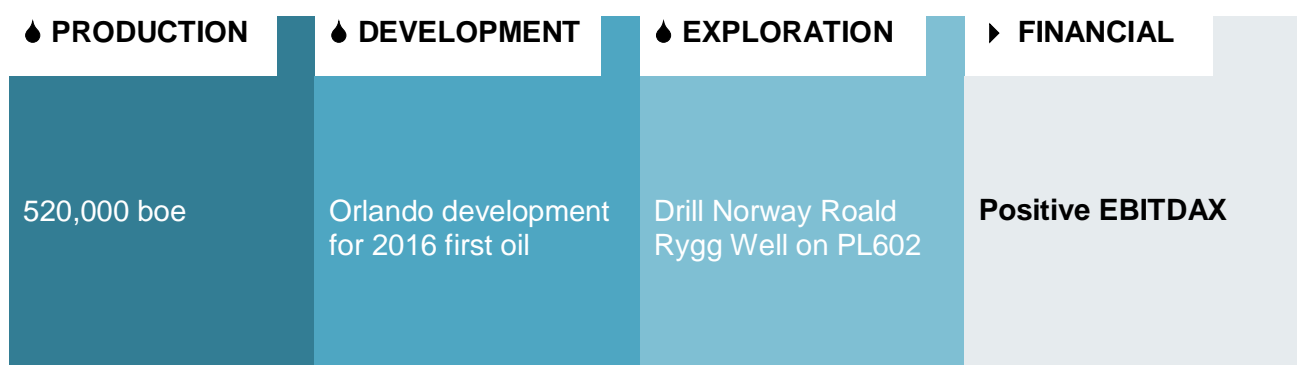 PRODUCTION
520,000 boe
DEVELOPMENT
Orlando development
for 2016 first oil
EXPLORATION
Drill Norway Roald
Rygg Well on PL602
FINANCIAL
Positive EBITDAX